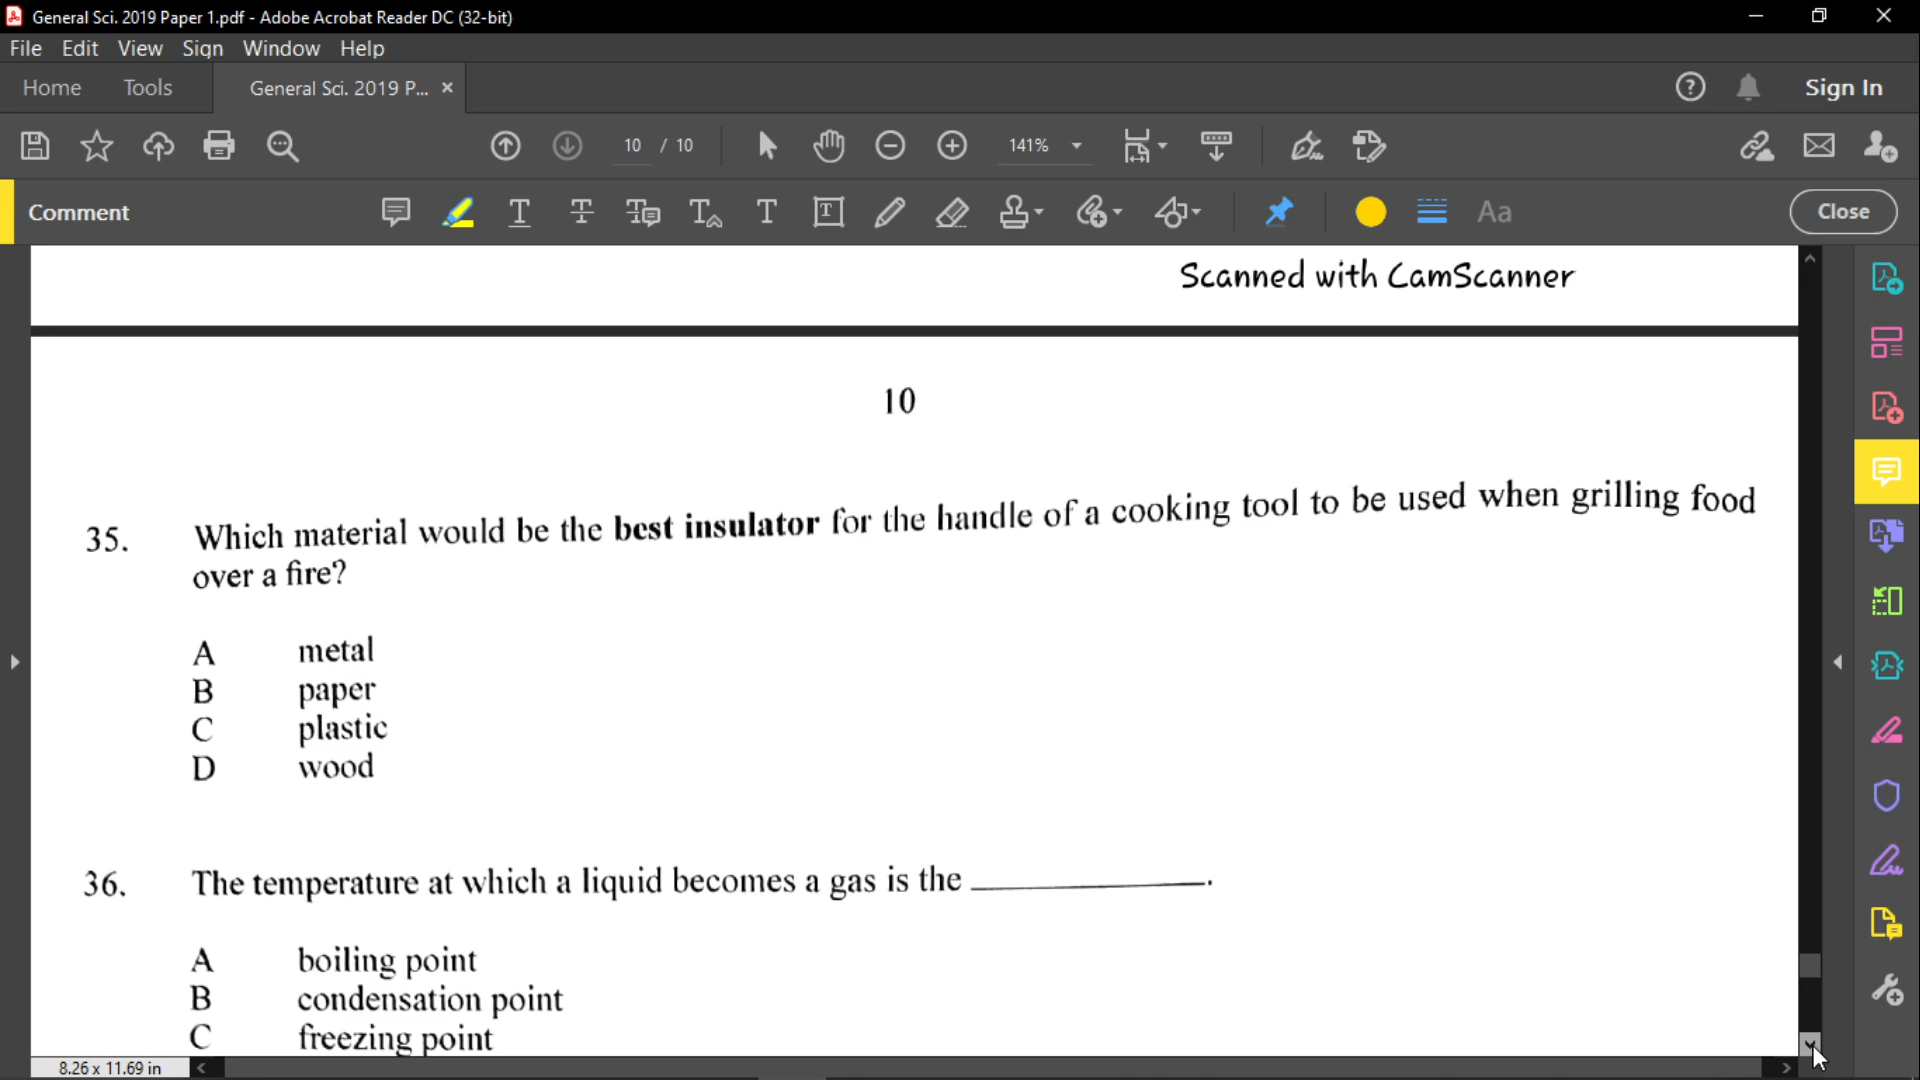 General Sci. 2019 Paper 1.pdf - Adobe Acrobat Reader DC (32-bit)
File Edit View Sign Window Help
Home Tools General Sci. 2019 P... × Sign In
10 / 10 141%
Comment Aa Close
Scanned with CamScanner
10
35. Which material would be the best insulator for the handle of a cooking tool to be used when grilling food
over a fire?
A metal
B paper
C plastic
D wood
36. The temperature at which a liquid becomes a gas is the ____________.
A boiling point
B condensation point
C freezing point
8.26 x 11.69 in